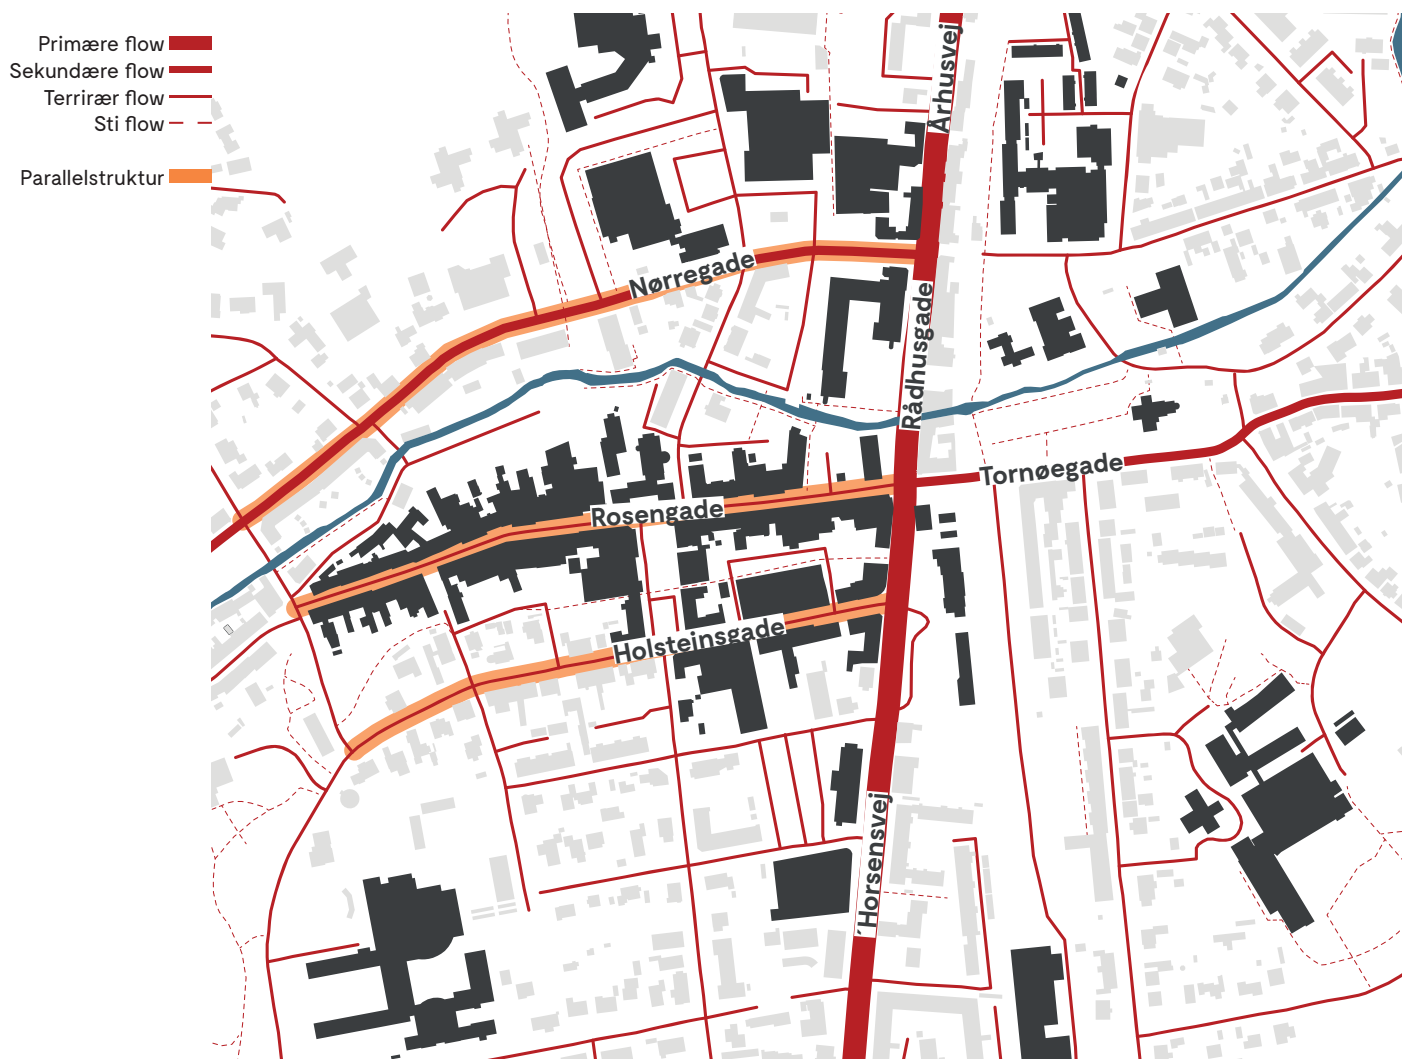 Primære flow
Sekundære flow
Terrirær flow
Sti flow
Parallelstruktur
Århusvej
Nørregade
Rådhusgade
Tornøegade
Rosengade
Holsteinsgade
´Horsensvej